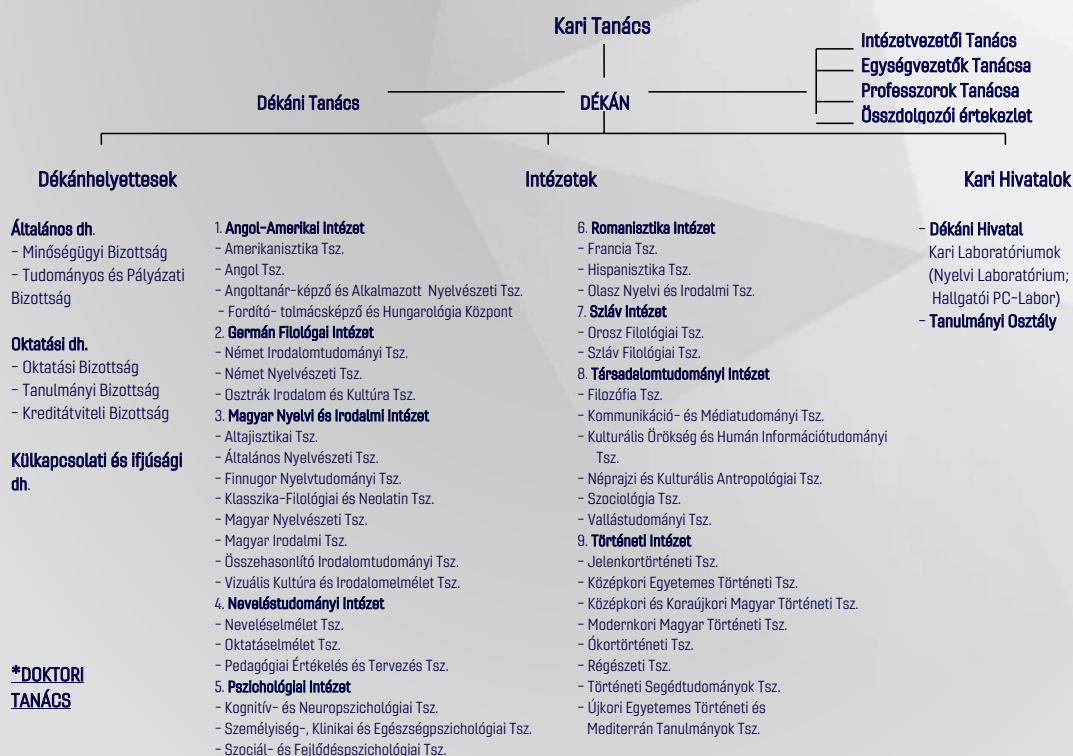 Kari Tanács
Intézetvezetői Tanács
Egységvezetők Tanácsa
Professzorok Tanácsa
Összdolgozói értekezlet
Dékáni Tanács
DÉKÁN
Dékánhelyettesek
Intézetek
Kari Hivatalok
Általános dh.
- Minőségügyi Bizottság
- Tudományos és Pályázati
Bizottság
Oktatási dh.
- Oktatási Bizottság
- Tanulmányi Bizottság
- Kreditátviteli Bizottság
Külkapcsolati és ifjúsági
dh.
*DOKTORI
TANÁCS
1. Angol-Amerikai Intézet
- Amerikanisztika Tsz.
- Angol Tsz.
- Angoltanár-képző és Alkalmazott Nyelvészeti Tsz.
- Fordító- tolmácsképző és Hungarológia Központ
2. Germán Filológai Intézet
- Német Irodalomtudományi Tsz.
- Német Nyelvészeti Tsz.
- Osztrák Irodalom és Kultúra Tsz.
3. Magyar Nyelvi és Irodalmi Intézet
- Altajisztikai Tsz.
- Általános Nyelvészeti Tsz.
- Finnugor Nyelvtudományi Tsz.
- Klasszika-Filológiai és Neolatin Tsz.
- Magyar Nyelvészeti Tsz.
- Magyar Irodalmi Tsz.
- Összehasonlító Irodalomtudományi Tsz.
- Vizuális Kultúra és Irodalomelmélet Tsz.
4. Neveléstudományi Intézet
- Neveléselmélet Tsz.
- Oktatáselmélet Tsz.
- Pedagógiai Értékelés és Tervezés Tsz.
5. Pszichológiai Intézet
- Kognitív- és Neuropszichológiai Tsz.
- Személyiség-, Klinikai és Egészségpszichológiai Tsz.
- Szociál- és Fejlődéspszichológiai Tsz.
6. Romanisztika Intézet
- Francia Tsz.
- Hispanisztika Tsz.
- Olasz Nyelvi és Irodalmi Tsz.
7. Szláv Intézet
- Orosz Filológiai Tsz.
- Szláv Filológiai Tsz.
8. Társadalomtudományi Intézet
- Filozófia Tsz.
- Kommunikáció- és Médiatudományi Tsz.
- Kulturális Örökség és Humán Információtudományi
Tsz.
- Néprajzi és Kulturális Antropológiai Tsz.
- Szociológia Tsz.
- Vallástudományi Tsz.
9. Történeti Intézet
- Jelenkortörténeti Tsz.
- Középkori Egyetemes Történeti Tsz.
- Középkori és Koraújkori Magyar Történeti Tsz.
- Modernkori Magyar Történeti Tsz.
- Ókortörténeti Tsz.
- Régészeti Tsz.
- Történeti Segédtudományok Tsz.
- Újkori Egyetemes Történeti és
Mediterrán Tanulmányok Tsz.
- Dékáni Hivatal
Kari Laboratóriumok
(Nyelvi Laboratórium;
Hallgatói PC-Labor)
- Tanulmányi Osztály